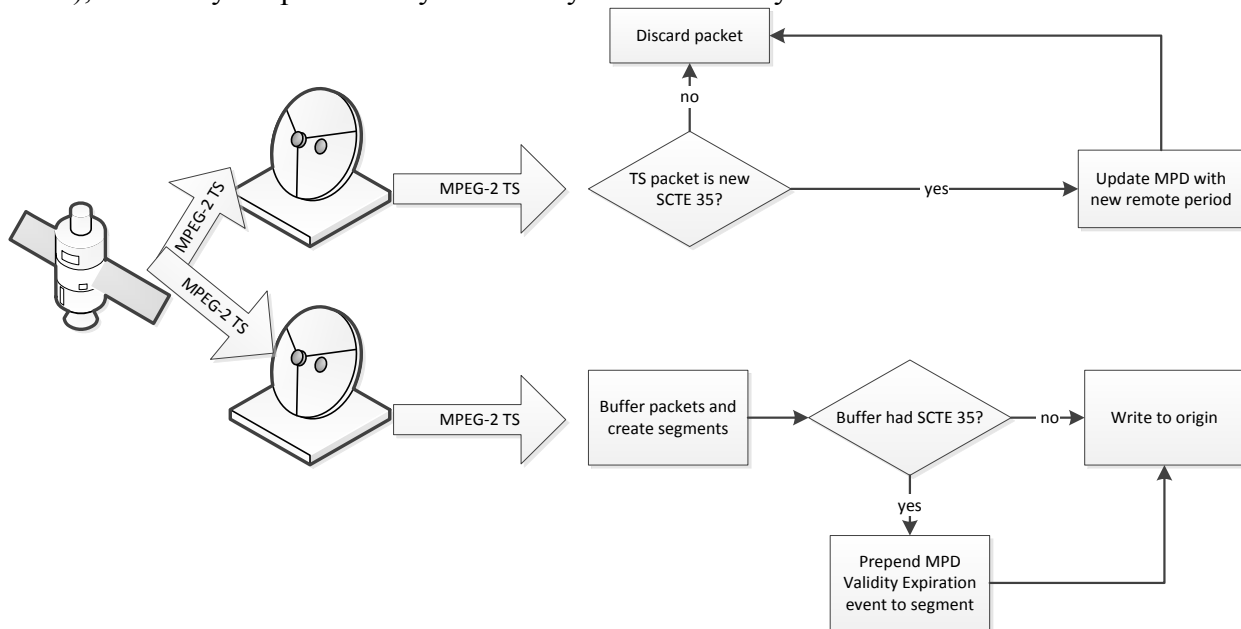 Discard packet
no
TS packet is new
SCTE 35?
yes
Update MPD with
new remote period
MPEG-2 TS
MPEG-2 TS
MPEG-2 TS
MPEG-2 TS
Buffer packets and
create segments
Buffer had SCTE 35?
no
Write to origin
yes
Prepend MPD
Validity Expiration
event to segment